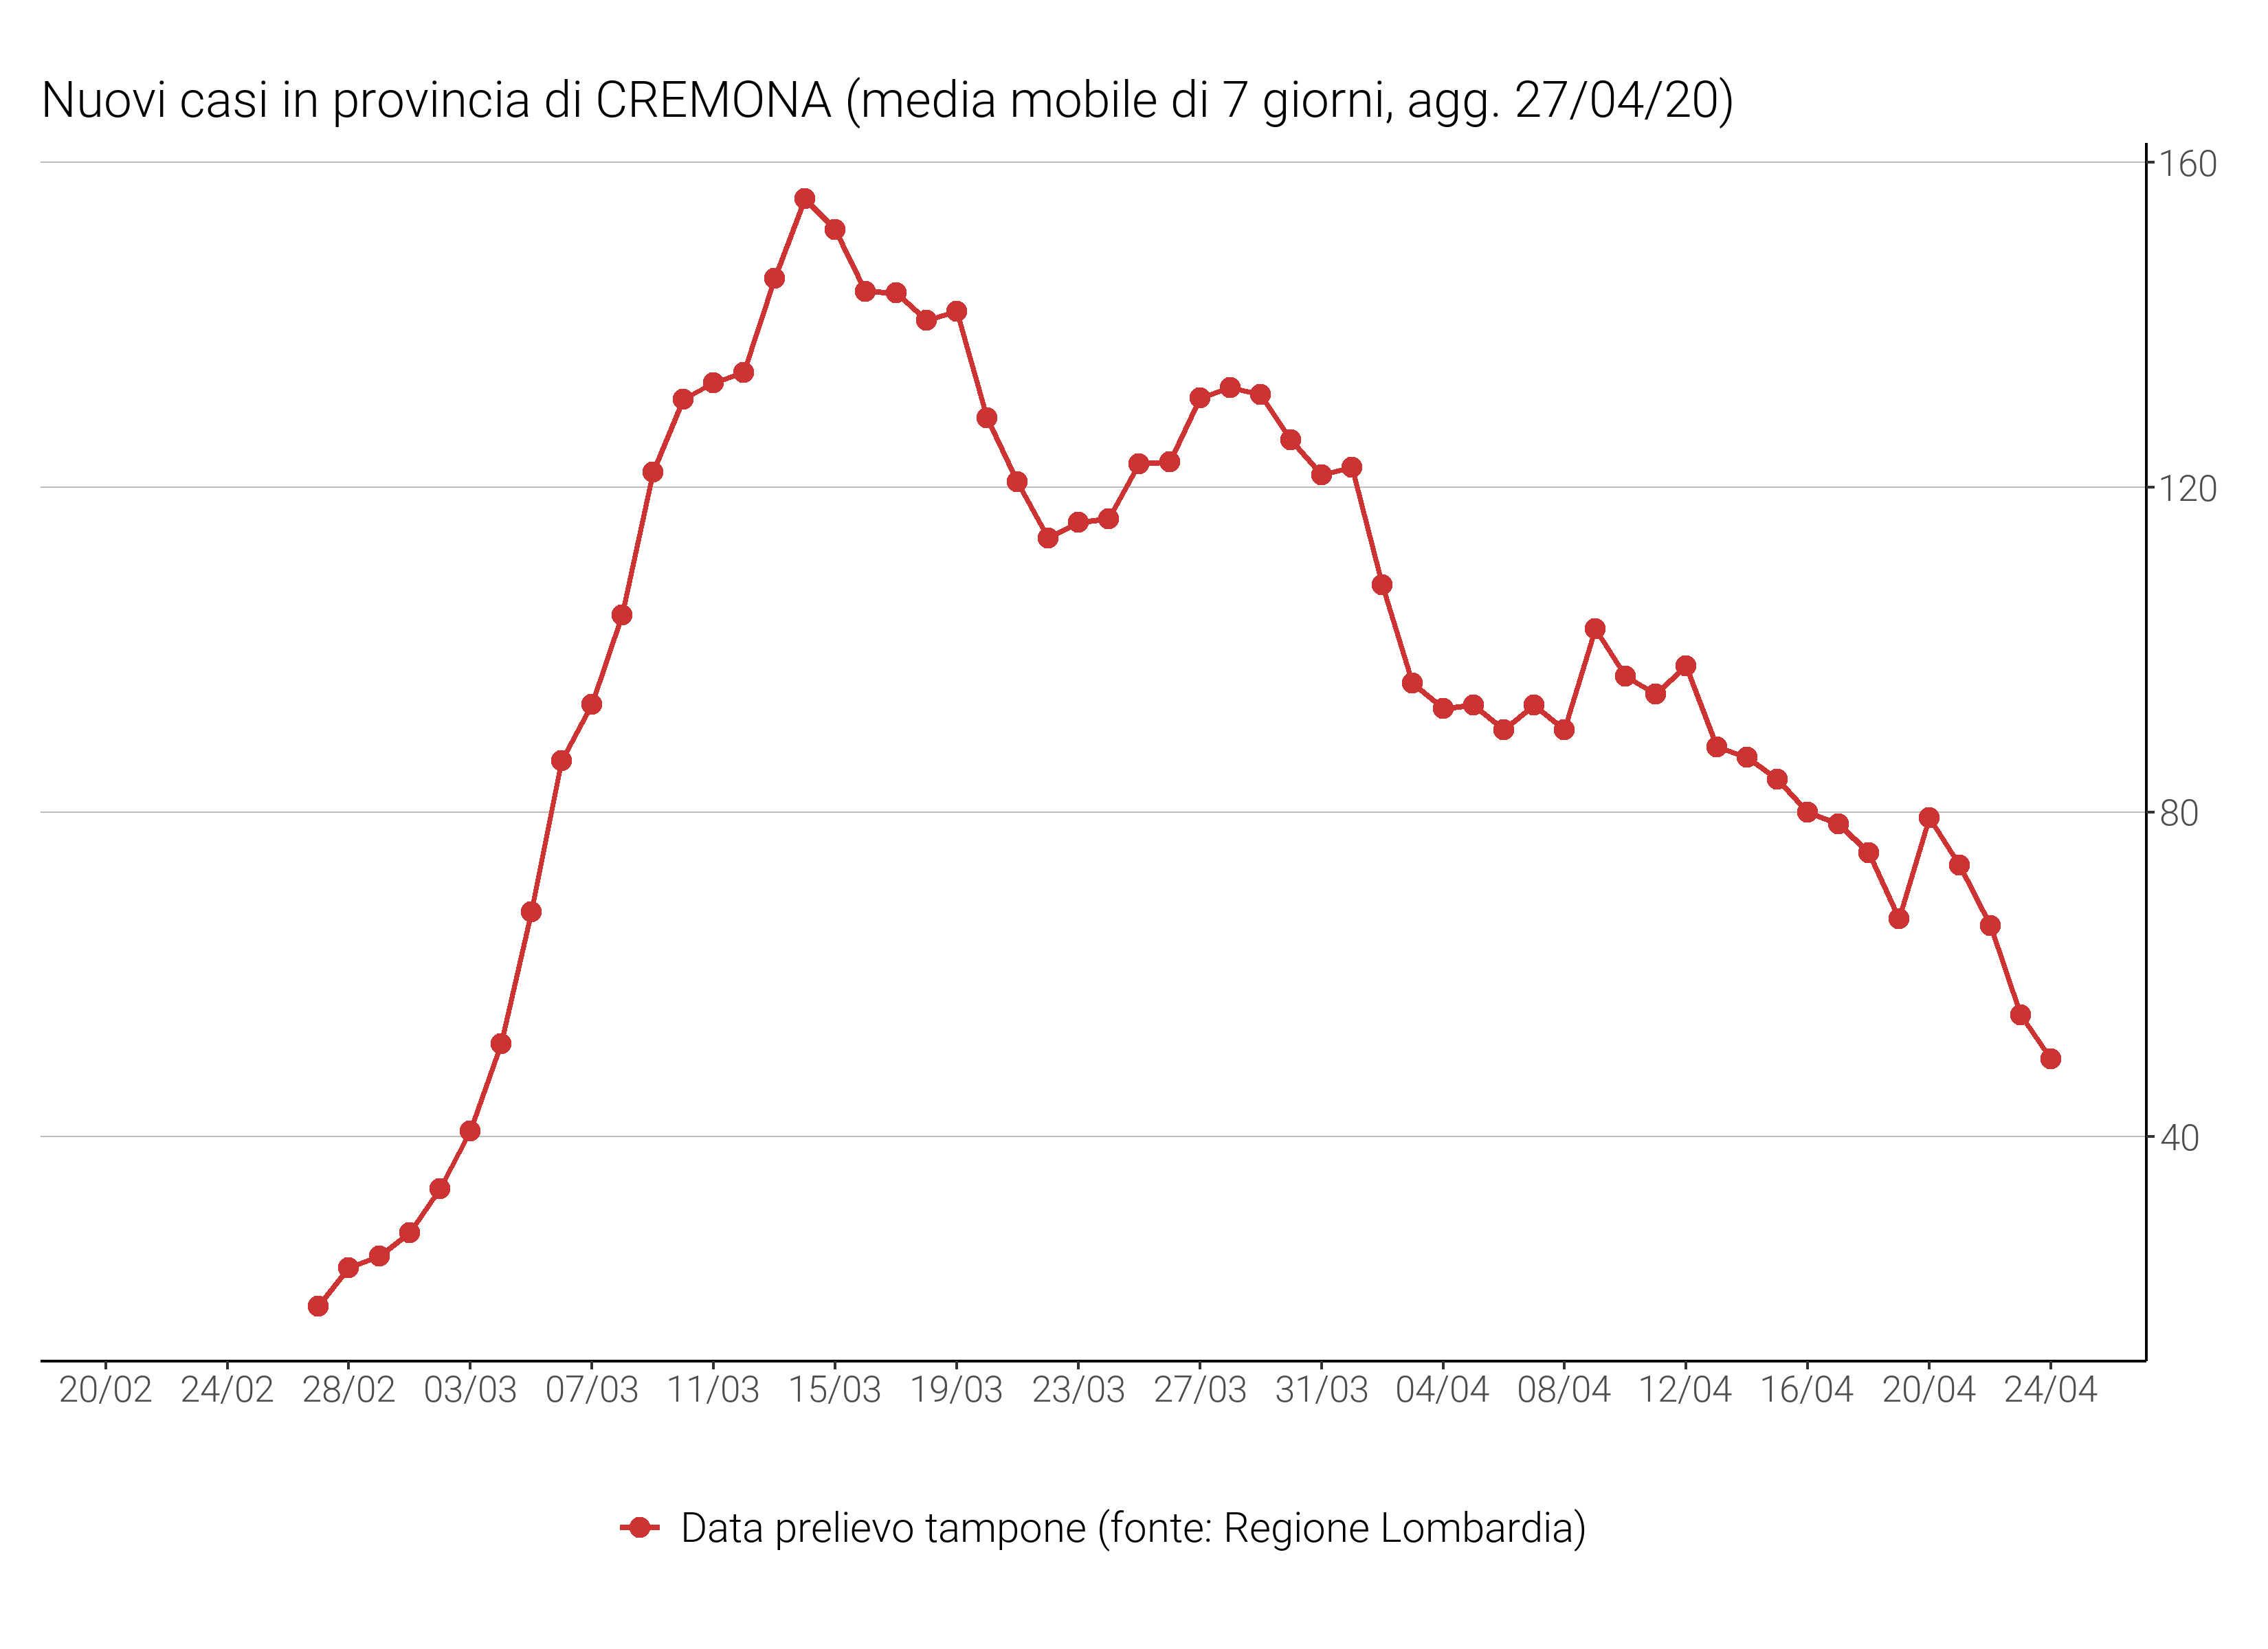 Nuovi casi in provincia di CREMONA (media mobile di 7 giorni, agg. 27/04/20)
160
120
80
40
20/02 24/02 28/02 03/03 07/03 11/03 15/03 19/03 23/03 27/03 31/03 04/04 08/04 12/04 16/04 20/04 24/04
Data prelievo tampone (fonte: Regione Lombardia)